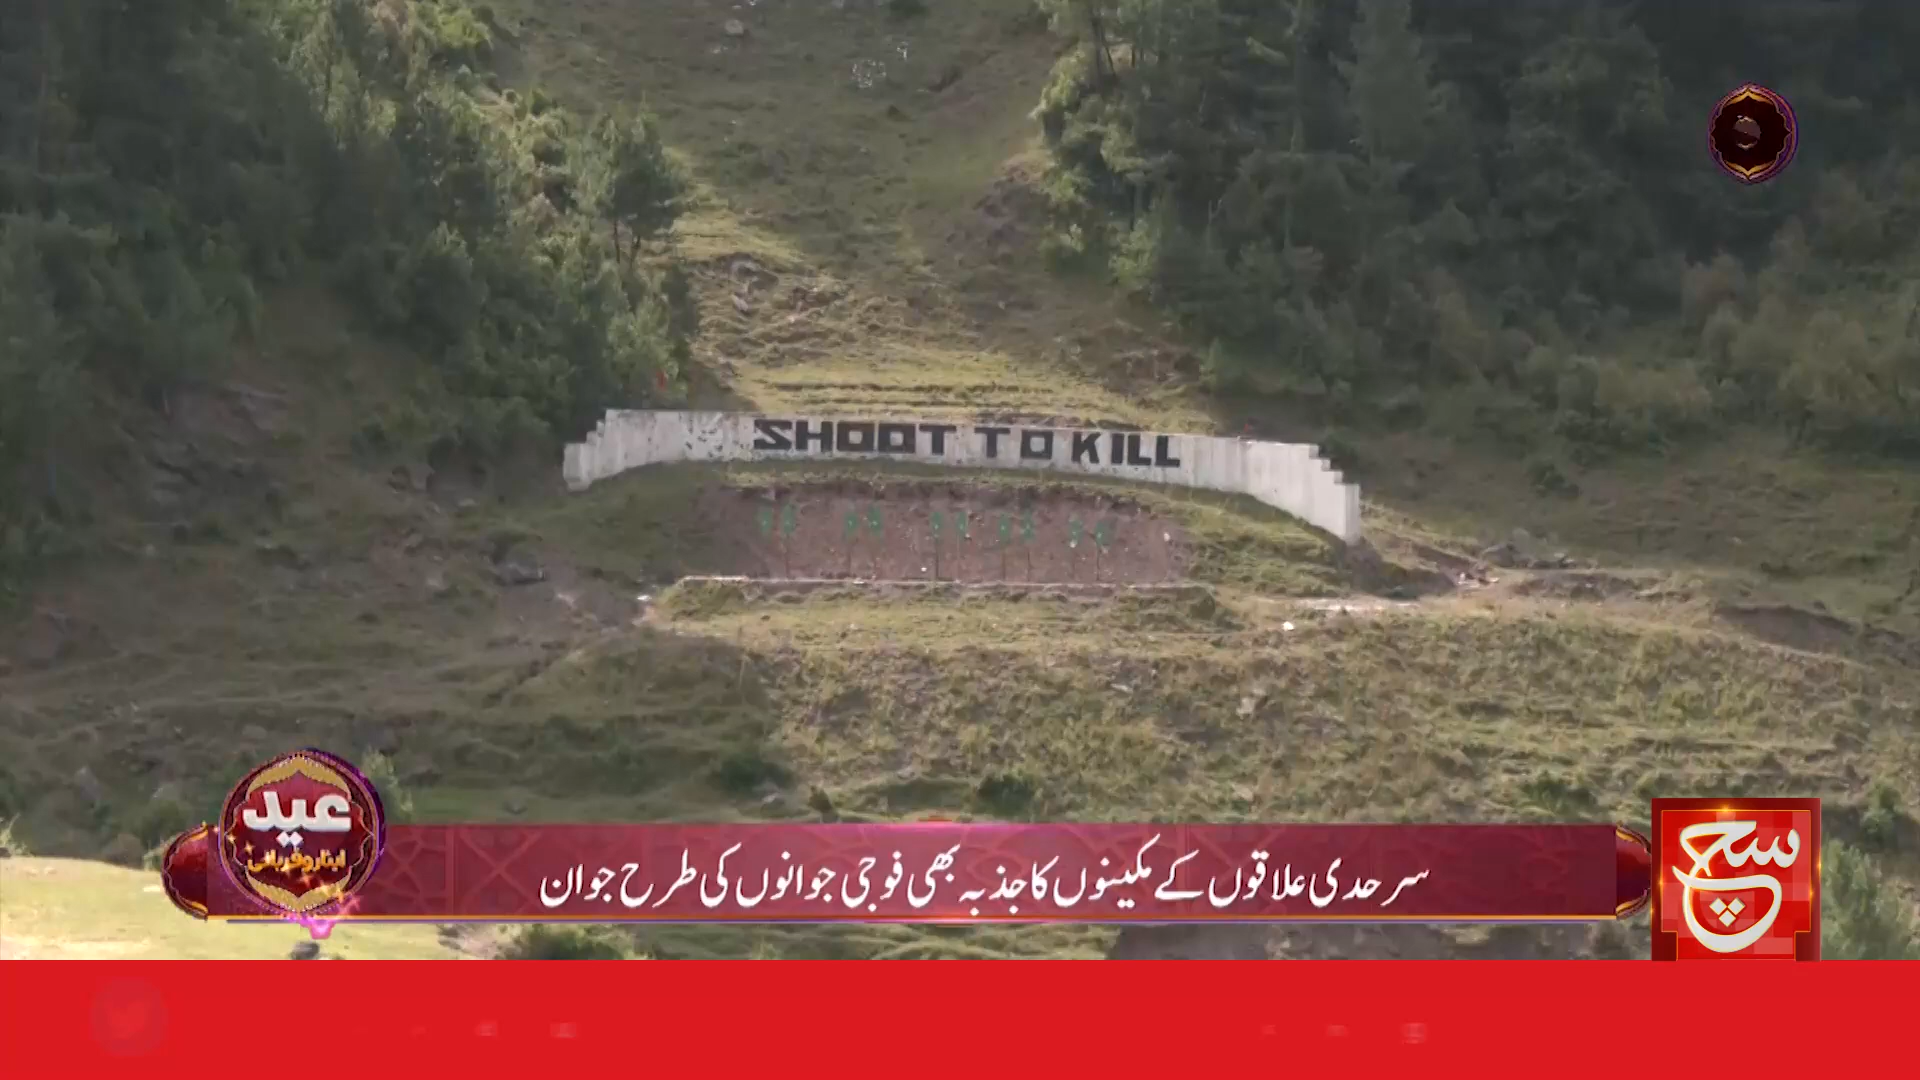 SHOOT TO KILL
عید
ایثار و قربانی
سرحدی علاقوں کے مکینوں کا جذبہ بھی فوجی جوانوں کی طرح جوان
سچ